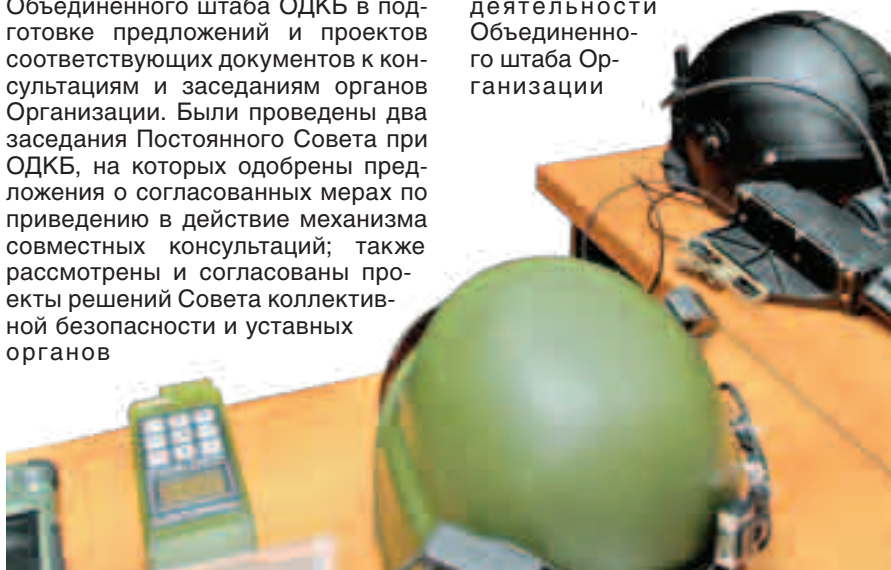 Объединенного штаба ОДКБ в под-
готовке предложений и проектов
соответствующих документов к кон-
сультациям и заседаниям органов
Организации. Были проведены два
заседания Постоянного Совета при
ОДКБ, на которых одобрены пред-
ложения о согласованных мерах по
приведению в действие механизма
совместных консультаций; также
рассмотрены и согласованы про-
екты решений Совета коллектив-
ной безопасности и уставных
органов
деятельности
Объединенно-
го штаба Ор-
ганизации